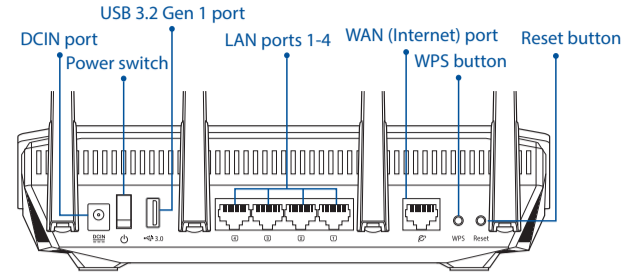 USB 3.2 Gen 1 port
DCIN port
LAN ports 1-4
WAN (Internet) port
Reset button
Power switch
WPS button
DCIN
3.0
4
3
2
1
WPS
Reset